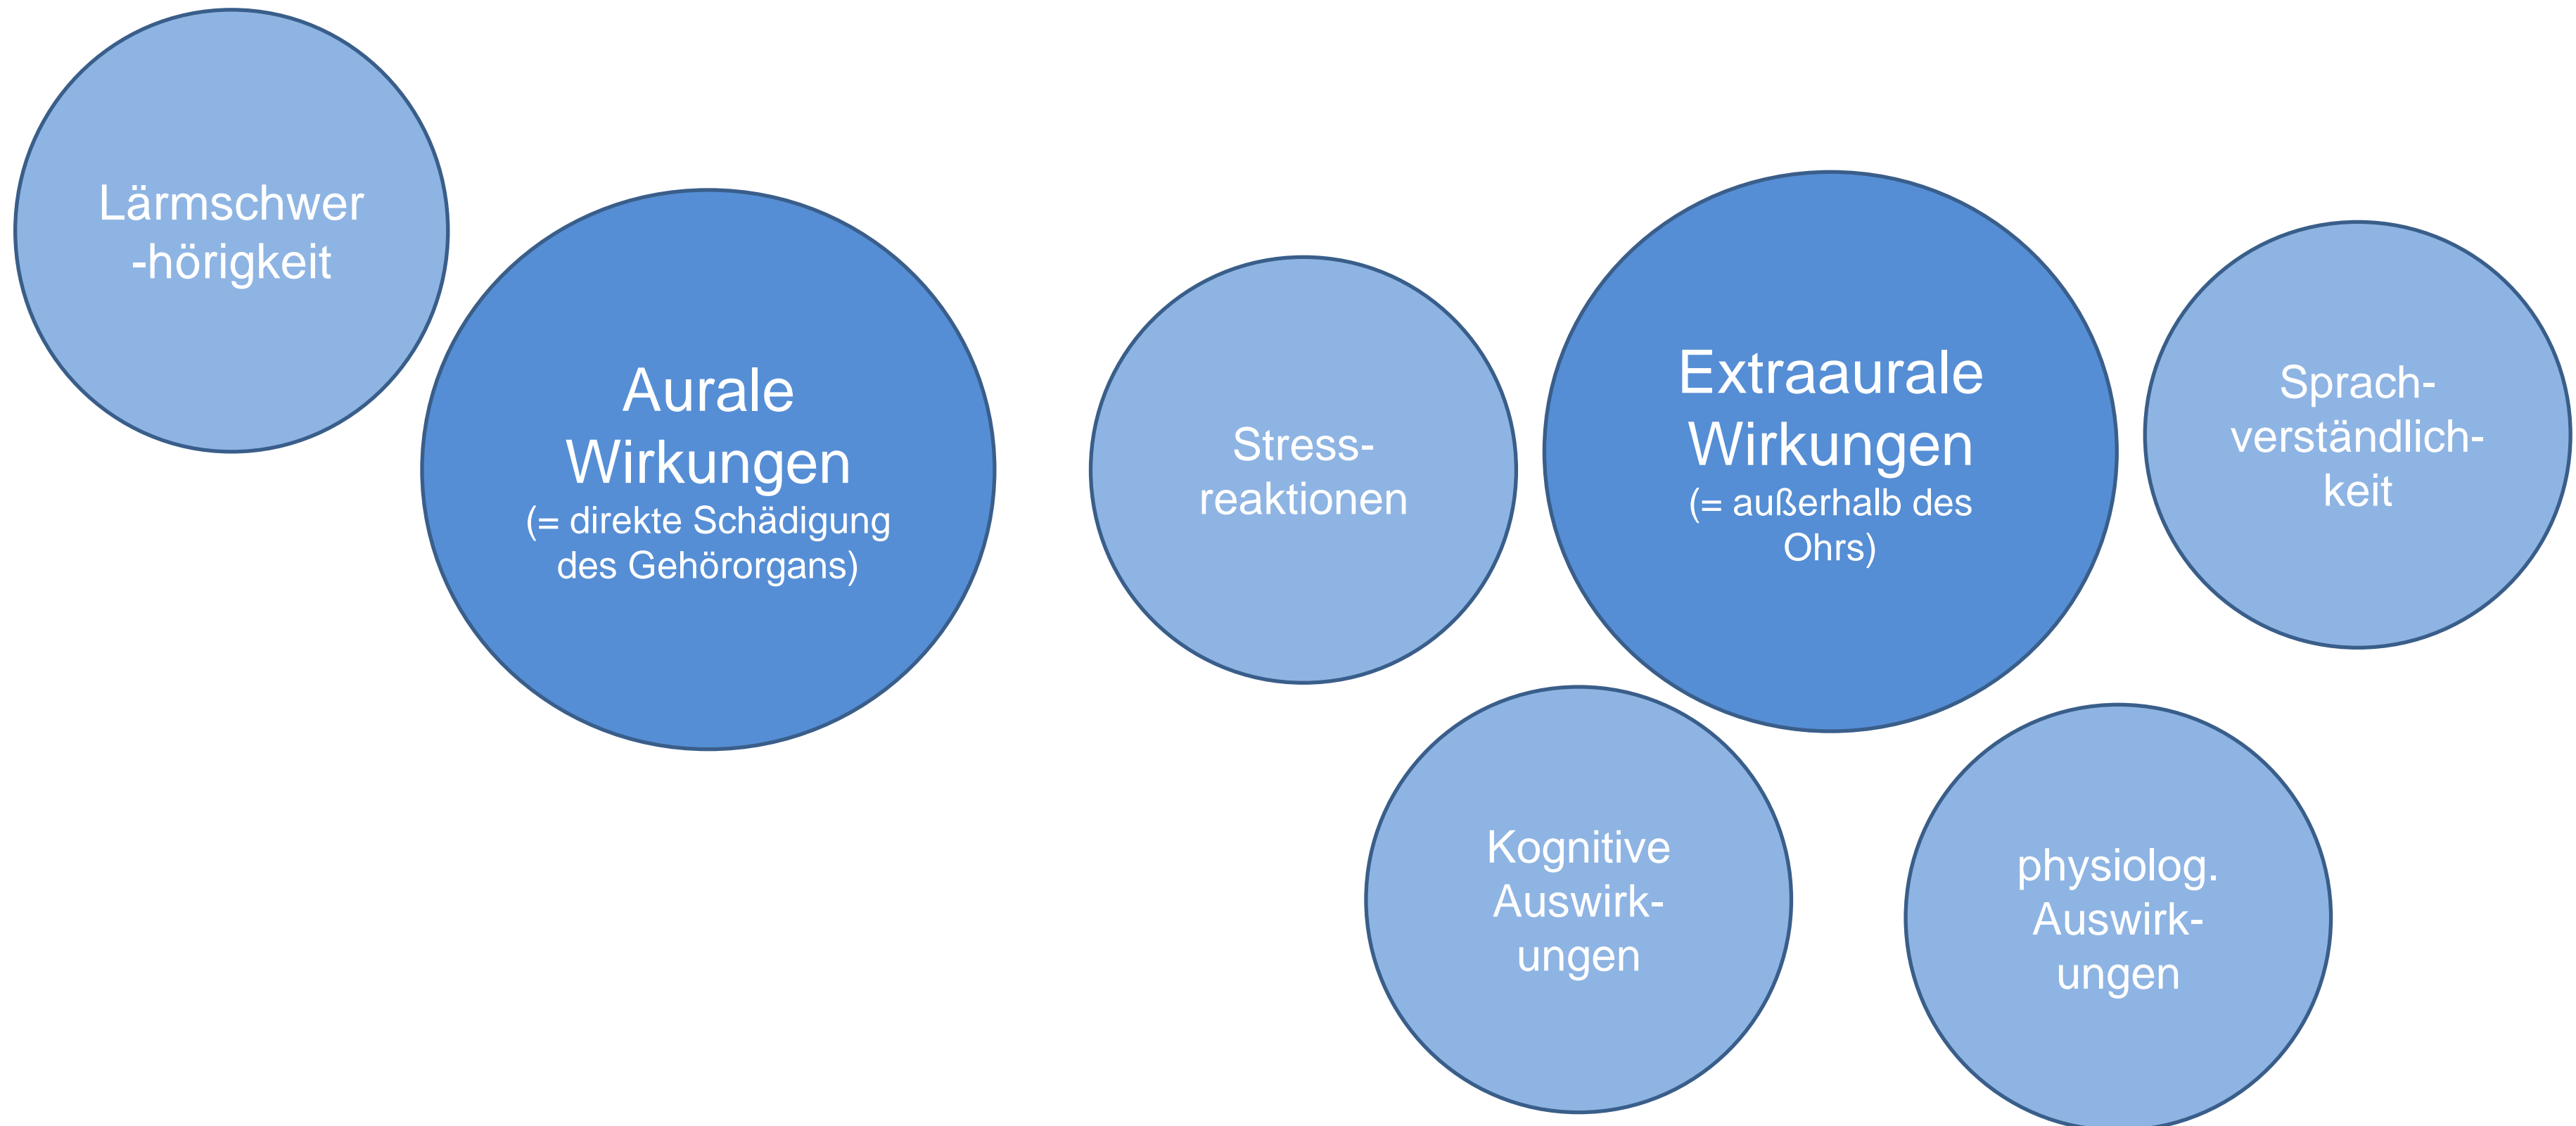 Lärmschwer
-hörigkeit
Aurale
Wirkungen
(= direkte Schädigung
des Gehörorgans)
Stress-
reaktionen
Extraaurale
Wirkungen
(= außerhalb des
Ohrs)
Sprach-
verständlich-
keit
Kognitive
Auswirk-
ungen
physiolog.
Auswirk-
ungen